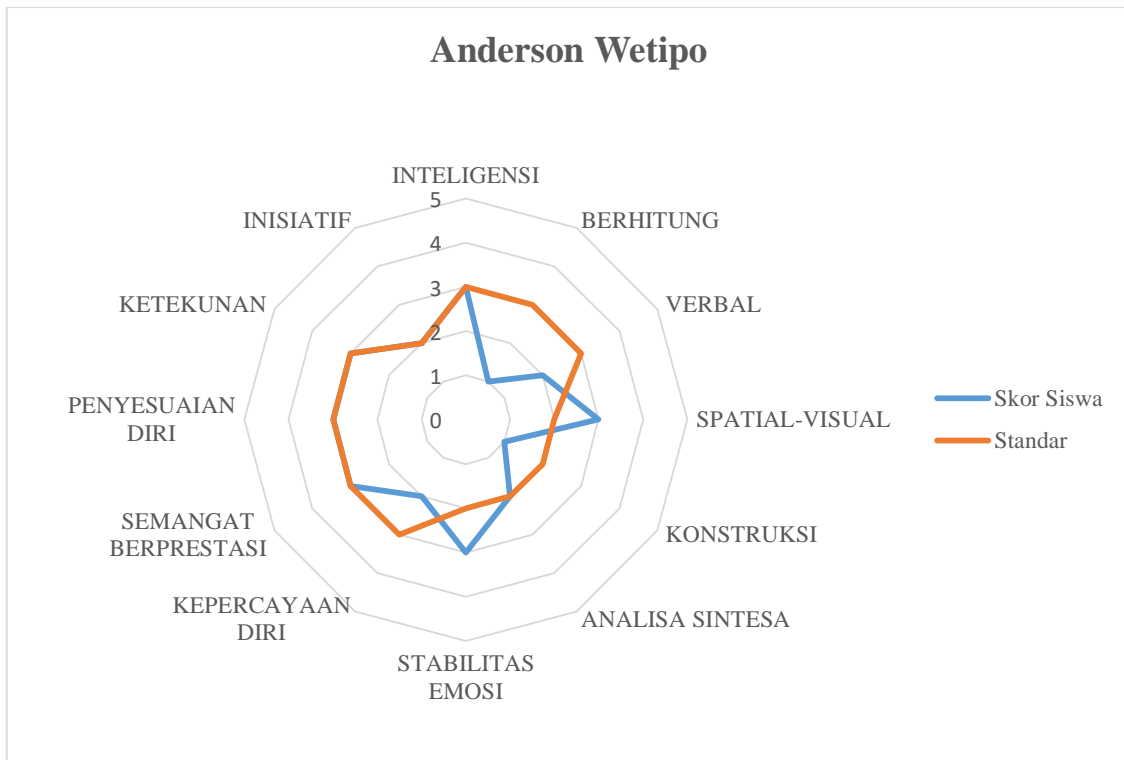 Anderson Wetipo
INTELIGENSI
BERHITUNG
VERBAL
SPATIAL-VISUAL
KONSTRUKSI
ANALISA SINTESA
STABILITAS
EMOSI
KEPERCAYAAN
DIRI
SEMANGAT
BERPRESTASI
PENYESUAIAN
DIRI
KETEKUNAN
INISIATIF
5
4
3
2
1
0
Skor Siswa
Standar